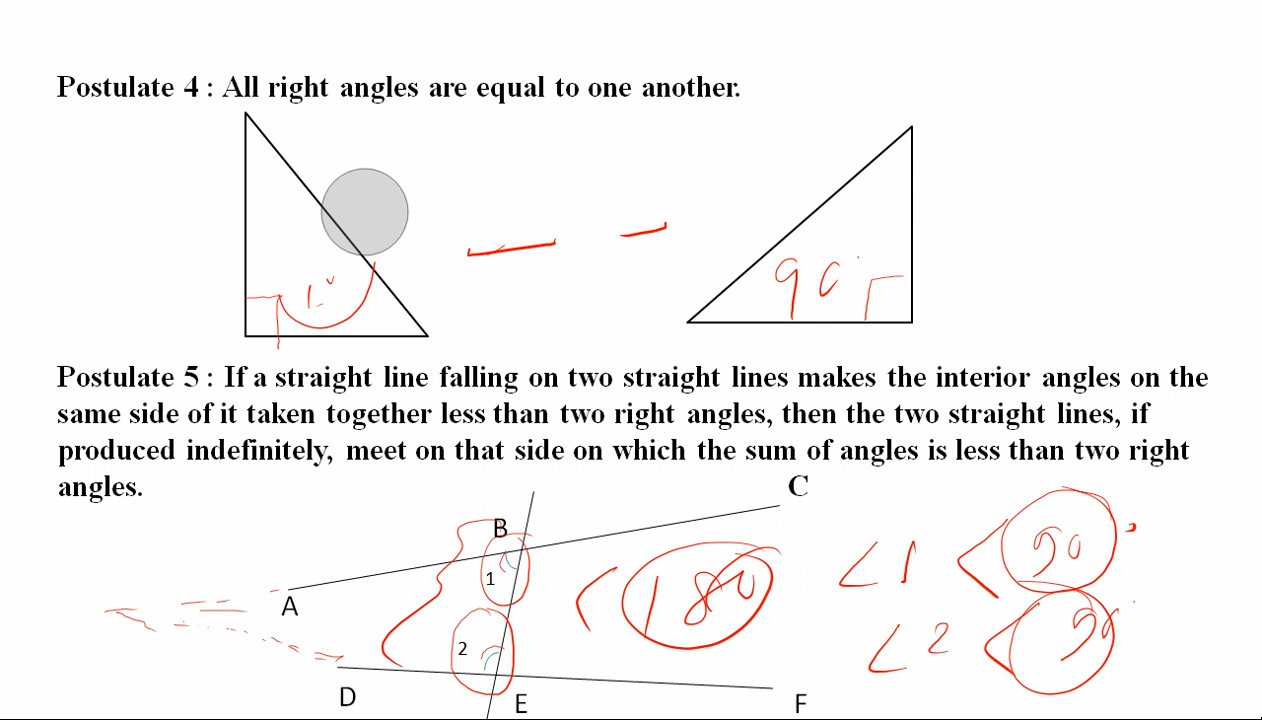 Postulate 4 : All right angles are equal to one another.
90
Postulate 5 : If a straight line falling on two straight lines makes the interior angles on the
same side of it taken together less than two right angles, then the two straight lines, if
produced indefinitely, meet on that side on which the sum of angles is less than two right
angles.
C
B
1
A
< 180
∠1 < 90
2
∠2 < 90
D
E
F